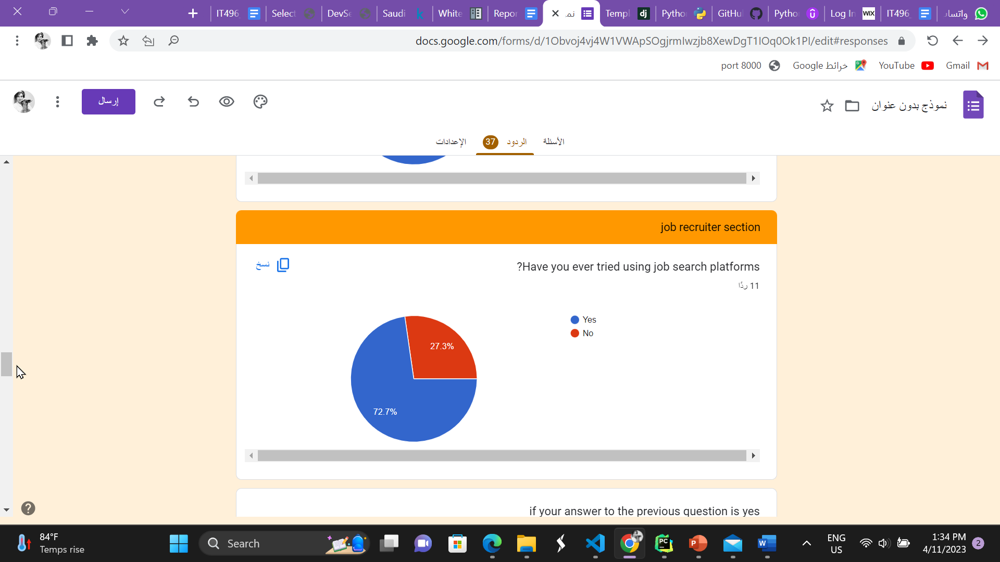 IT496
Select
DevSe
Saudi
White
Repor
نم
Templ
Pytho
GitHu
Pytho
Log In
WIX
IT496
واتساب
docs.google.com/forms/d/1Obvoj4vj4W1VWApSOgjrmIwzjb8XewDgT1IOq0Ok1PI/edit#responses
port 8000
خرائط Google
YouTube
Gmail
إرسال
نموذج بدون عنوان
الأسئلة
الردود
37
الإعدادات
job recruiter section
نسخ
?Have you ever tried using job search platforms
11 ردًا
Yes
No
27.3%
72.7%
if your answer to the previous question is yes
84°F
Temps rise
Search
ENG
US
1:34 PM
4/11/2023
2